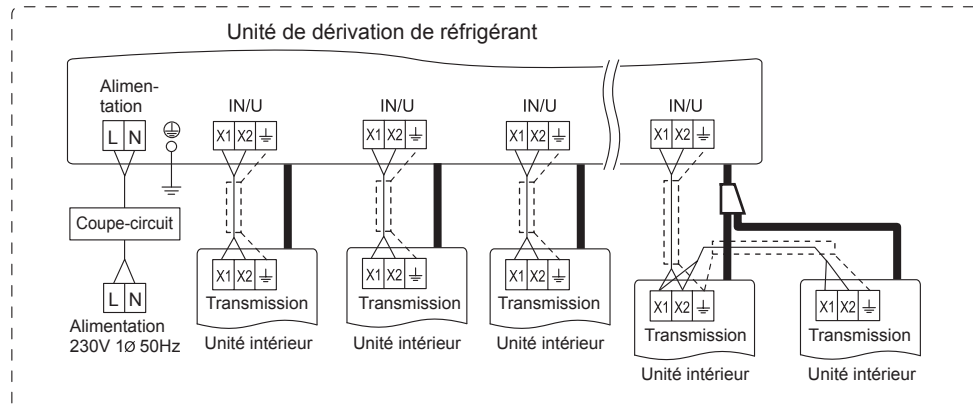 Unité de dérivation de réfrigérant
Alimen-
tation
L N
IN/U
X1 X2
IN/U
X1 X2
IN/U
X1 X2
IN/U
X1 X2
Coupe-circuit
L N
Alimentation
230V 1Ø 50Hz
X1 X2
Transmission
Unité intérieur
X1 X2
Transmission
Unité intérieur
X1 X2
Transmission
Unité intérieur
X1 X2
Transmission
Unité intérieur
X1 X2
Transmission
Unité intérieur